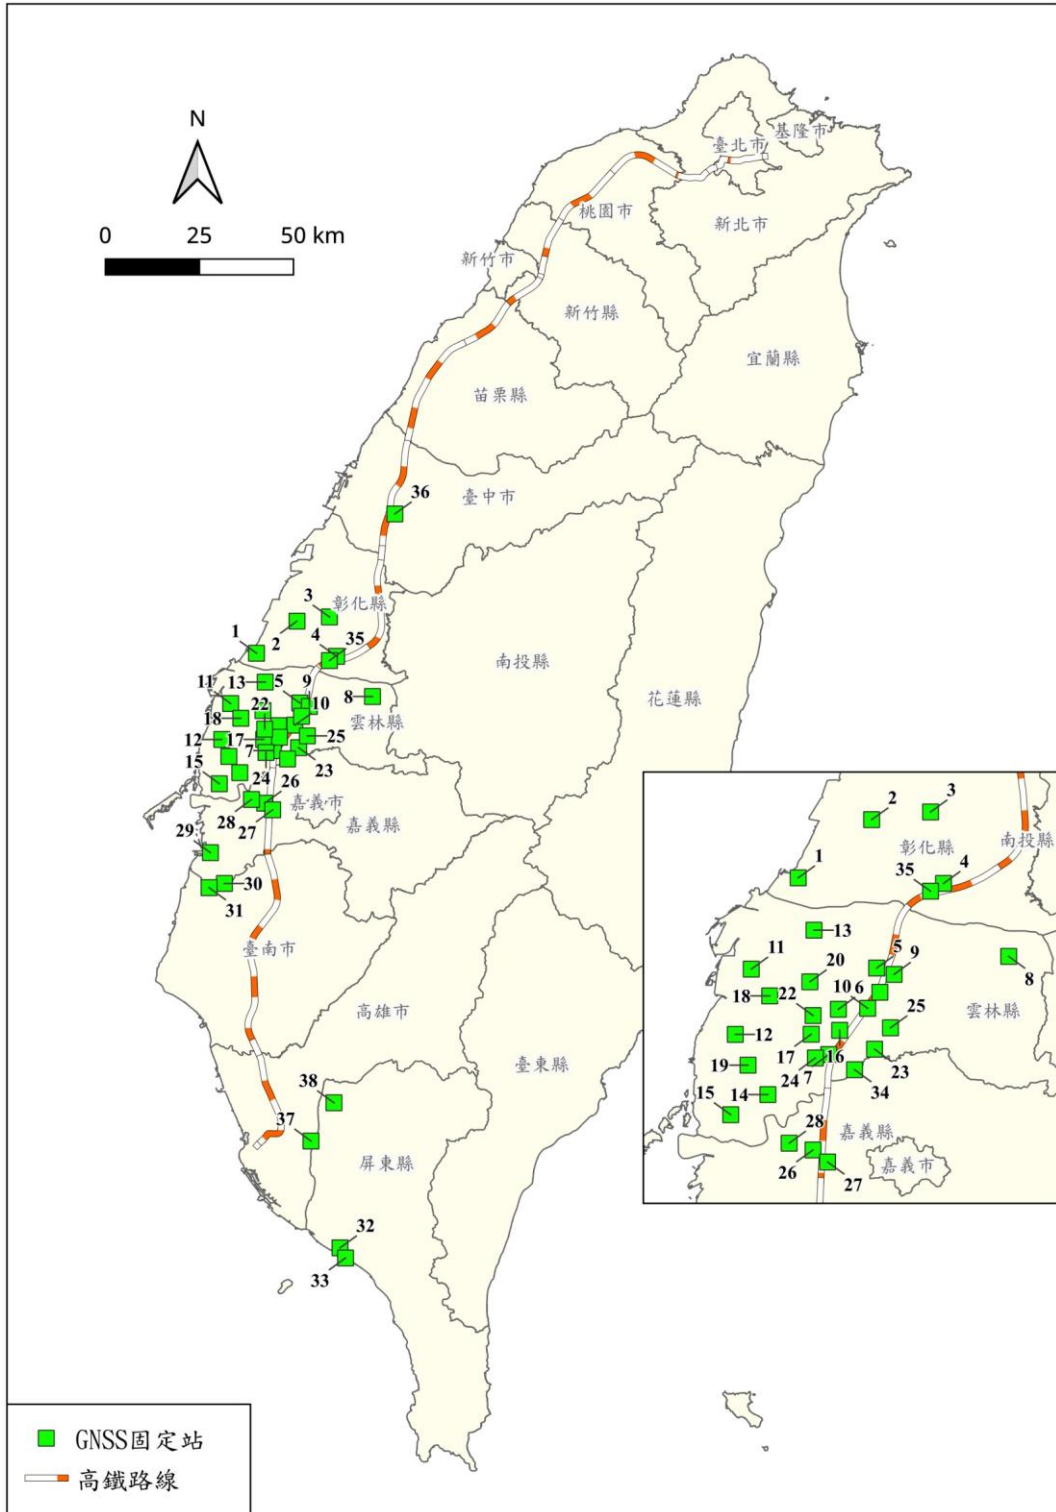 N
0 25 50 km
基隆市
臺北市
桃園市
新北市
新竹市
新竹縣
宜蘭縣
苗栗縣
臺中市
36
3
彰化縣
2
1
4
35
南投縣
花蓮縣
11
13
5
9
8
22
10
18
雲林縣
12
17
25
7
23
15
24
26
嘉義市
28
嘉義縣
27
29
30
31
臺南市
高雄市
臺東縣
38
37
屏東縣
32
33
2
3
彰化縣
南投縣
1
35
4
13
11
5
9
20
8
18
22
10
6
雲林縣
25
12
17
16
19
24
7
23
34
14
15
28
嘉義縣
26
嘉義市
27
GNSS固定站
高鐵路線